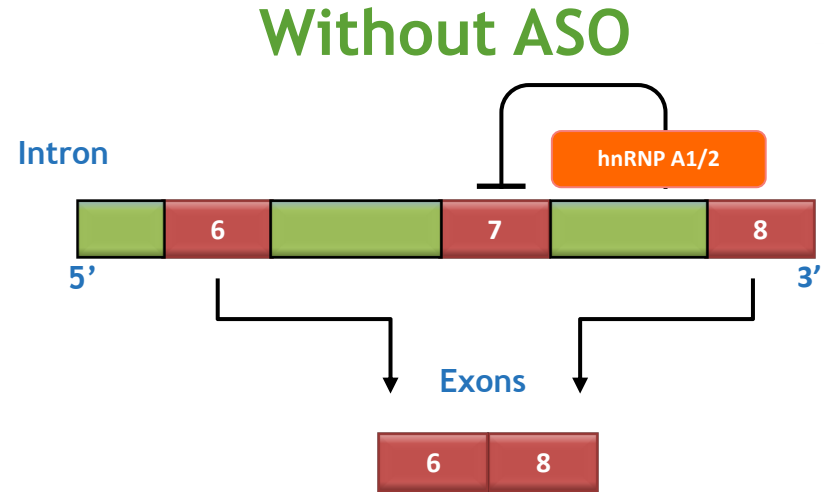 Without ASO
Intron
hnRNP A1/2
6
7
8
5’
3’
Exons
6
8